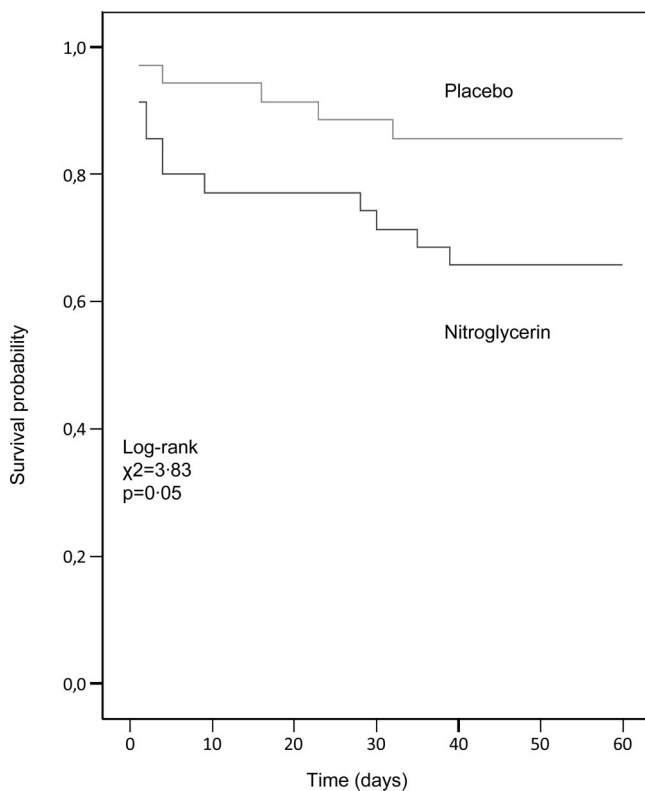 1,0
Placebo
0,8
0,6
Nitroglycerin
Survival probability
0,4
Log-rank
χ2=3·83
p=0·05
0,2
0,0
0 10 20 30 40 50 60
Time (days)